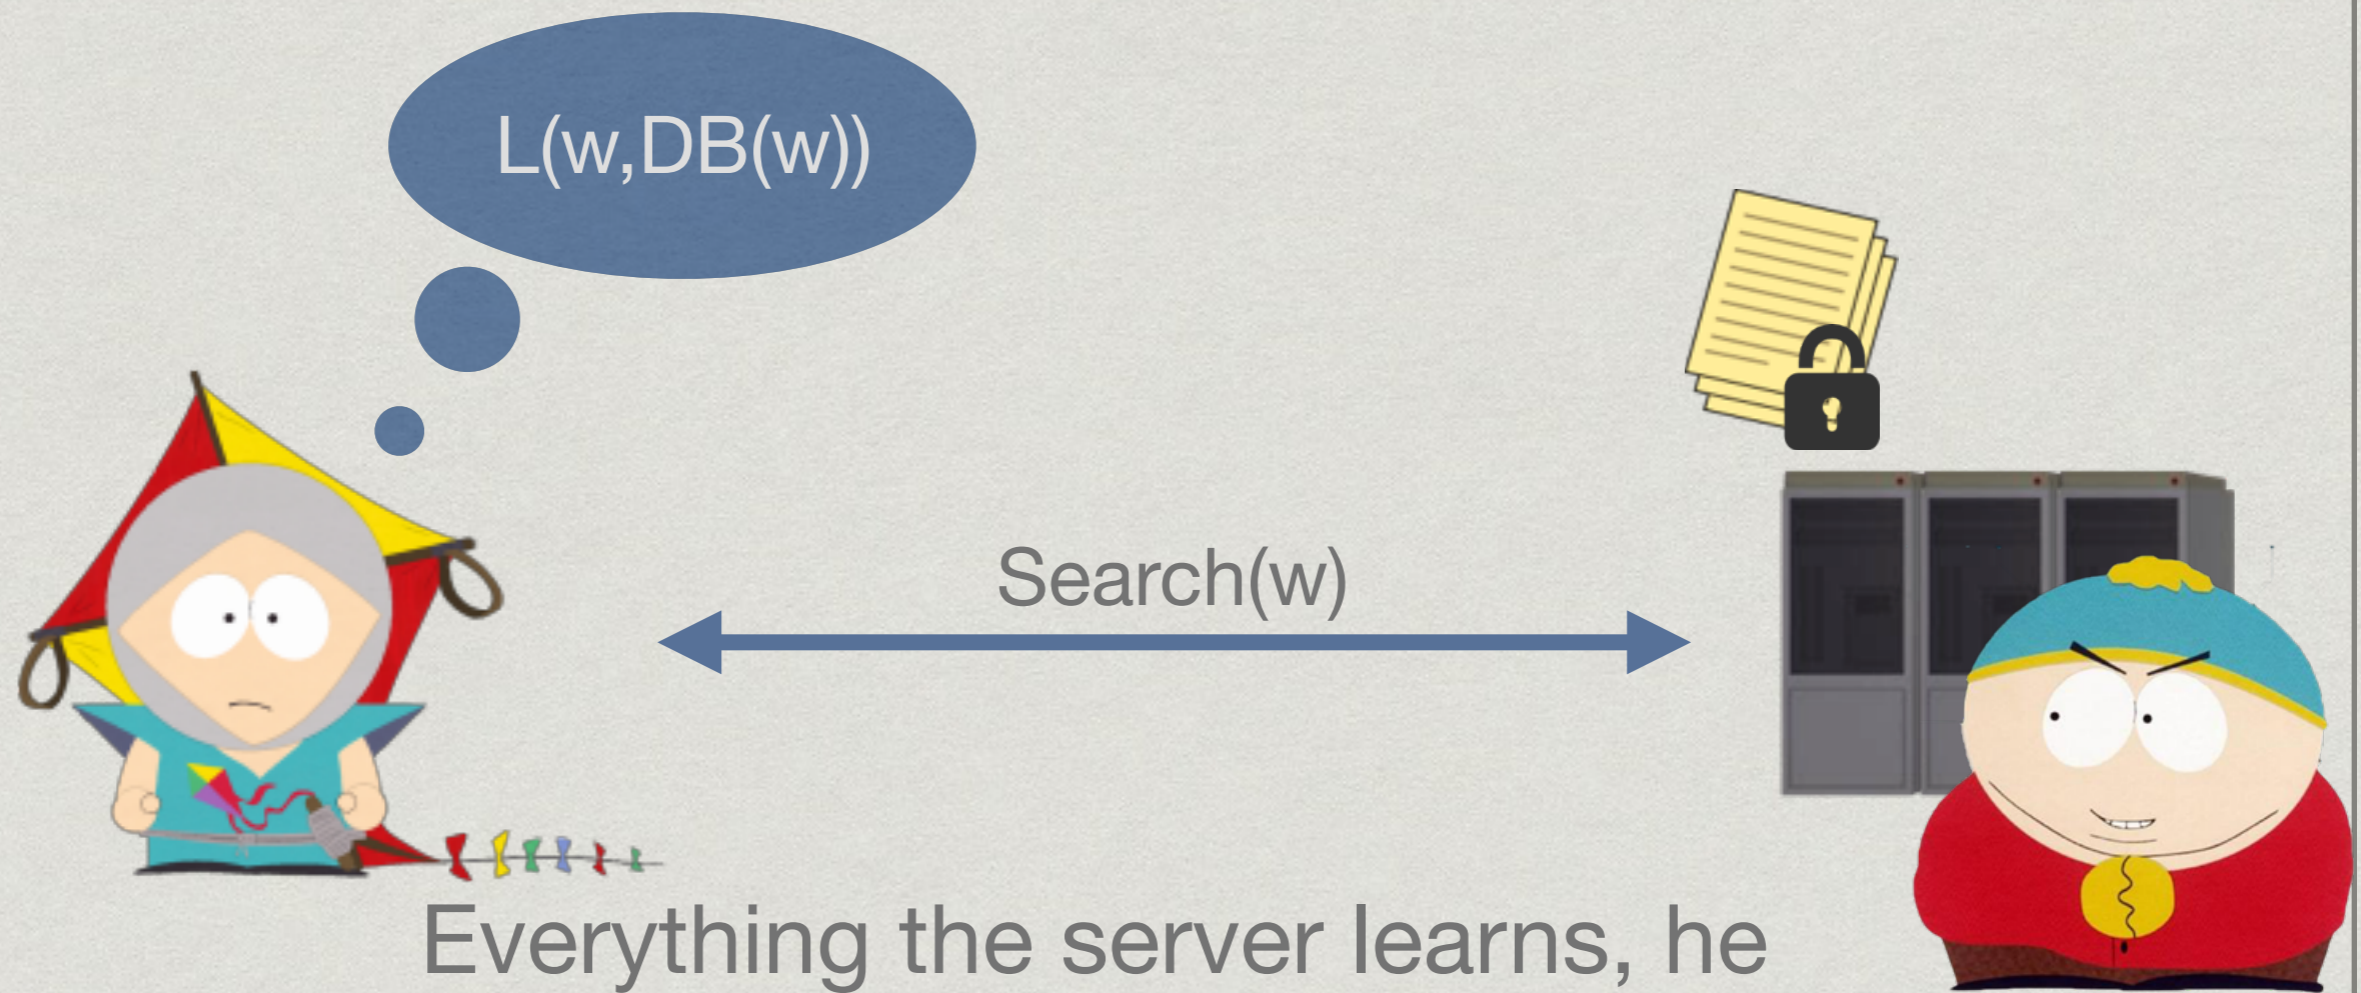 L(w,DB(w))
Search(w)
Everything the server learns, he